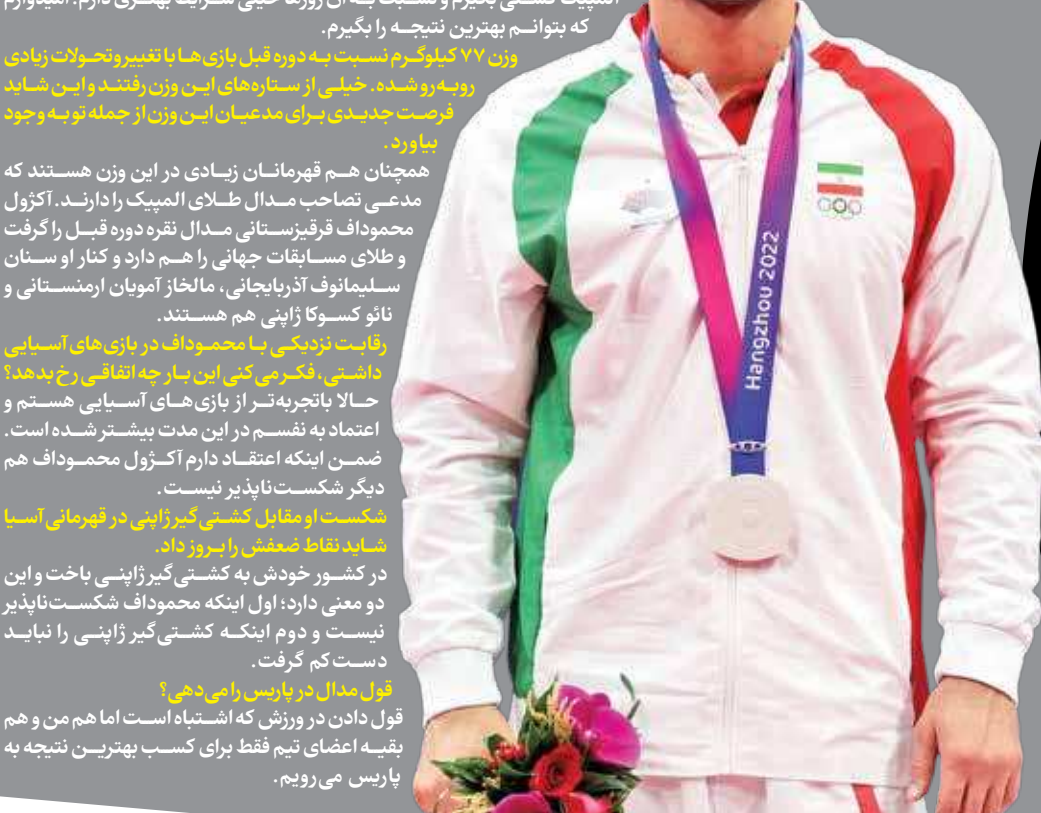 المپیک کشتی بگیرم و نسبت به آن روزها خیلی شرایط بهتری دارم. امیدوارم
که بتوانم بهترین نتیجه را بگیرم.
وزن ۷۷ کیلوگرم نسبت به دوره قبل بازی‌ها با تغییر و تحولات زیادی
روبه‌رو شده. خیلی از ستاره‌های این وزن رفتند و این شاید
فرصت جدیدی برای مدعیان این وزن از جمله تو به وجود
بیاورد.
همچنان هم قهرمانان زیادی در این وزن هستند که
مدعی تصاحب مدال طلای المپیک را دارند. آکژول
محموداف قرقیزستانی مدال نقره دوره قبل را گرفت
و طلای مسابقات جهانی را هم دارد و کنار او سنان
سلیمانوف آذربایجانی، مالخاز آمویان ارمنستانی و
نائو کسوکا ژاپنی هم هستند.
رقابت نزدیکی با محموداف در بازی‌های آسیایی
داشتی، فکر می‌کنی این بار چه اتفاقی رخ بدهد؟
حالا باتجربه‌تر از بازی‌های آسیایی هستم و
اعتماد به نفسم در این مدت بیشتر شده است.
ضمن اینکه اعتقاد دارم آکژول محموداف هم
دیگر شکست‌ناپذیر نیست.
شکست او مقابل کشتی‌گیر ژاپنی در قهرمانی آسیا
شاید نقاط ضعفش را بروز داد.
در کشور خودش به کشتی‌گیر ژاپنی باخت و این
دو معنی دارد؛ اول اینکه محموداف شکست‌ناپذیر
نیست و دوم اینکه کشتی‌گیر ژاپنی را نباید
دست کم گرفت.
قول مدال در پاریس را می‌دهی؟
قول دادن در ورزش که اشتباه است اما هم من و هم
بقیه اعضای تیم فقط برای کسب بهترین نتیجه به
پاریس می‌رویم.
Hangzhou 2022